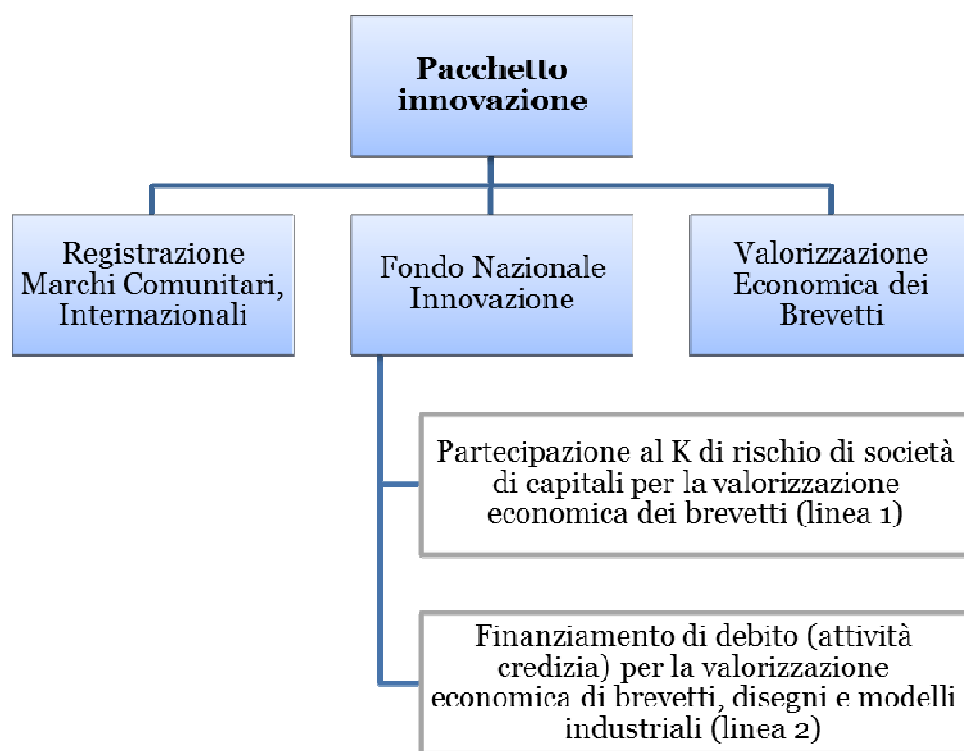 Pacchetto
innovazione
Registrazione
Marchi Comunitari,
Internazionali
Fondo Nazionale
Innovazione
Valorizzazione
Economica dei
Brevetti
Partecipazione al K di rischio di società
di capitali per la valorizzazione
economica dei brevetti (linea 1)
Finanziamento di debito (attività
credizia) per la valorizzazione
economica di brevetti, disegni e modelli
industriali (linea 2)